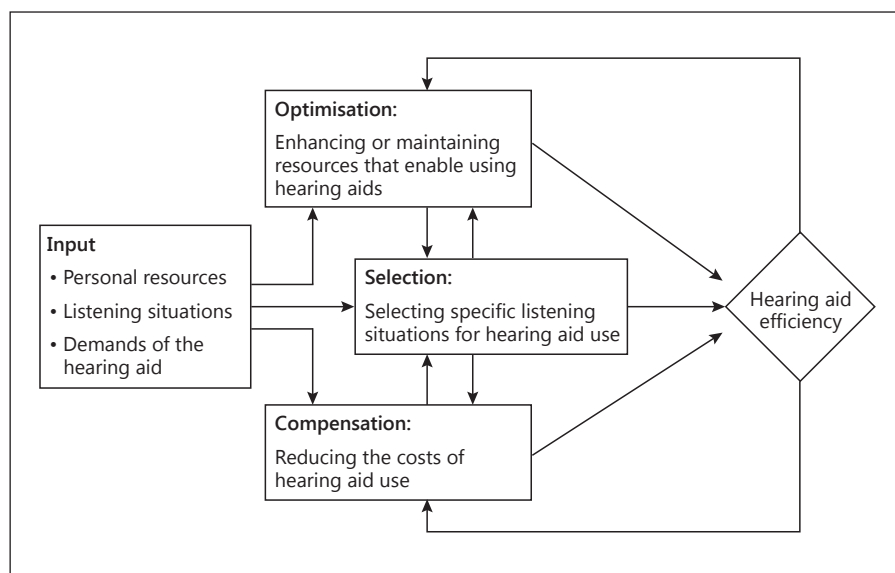 Optimisation:
Enhancing or maintaining
resources that enable using
hearing aids
Input
• Personal resources
• Listening situations
• Demands of the
hearing aid
Selection:
Selecting specific listening
situations for hearing aid use
Hearing aid
efficiency
Compensation:
Reducing the costs of
hearing aid use